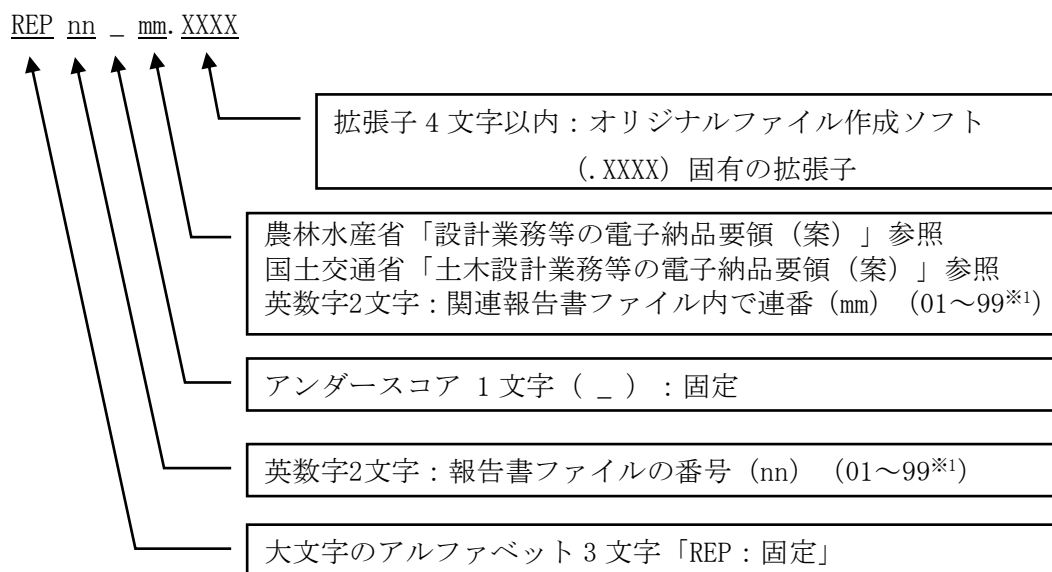 REP nn _ mm.XXXX
拡張子４文字以内：オリジナルファイル作成ソフト
（.XXXX）固有の拡張子
農林水産省「設計業務等の電子納品要領（案）」参照
国土交通省「土木設計業務等の電子納品要領（案）」参照
英数字2文字：関連報告書ファイル内で連番（mm）（01～99※1）
アンダースコア １文字（ _ ）：固定
英数字2文字：報告書ファイルの番号（nn）（01～99※1）
大文字のアルファベット３文字「REP：固定」